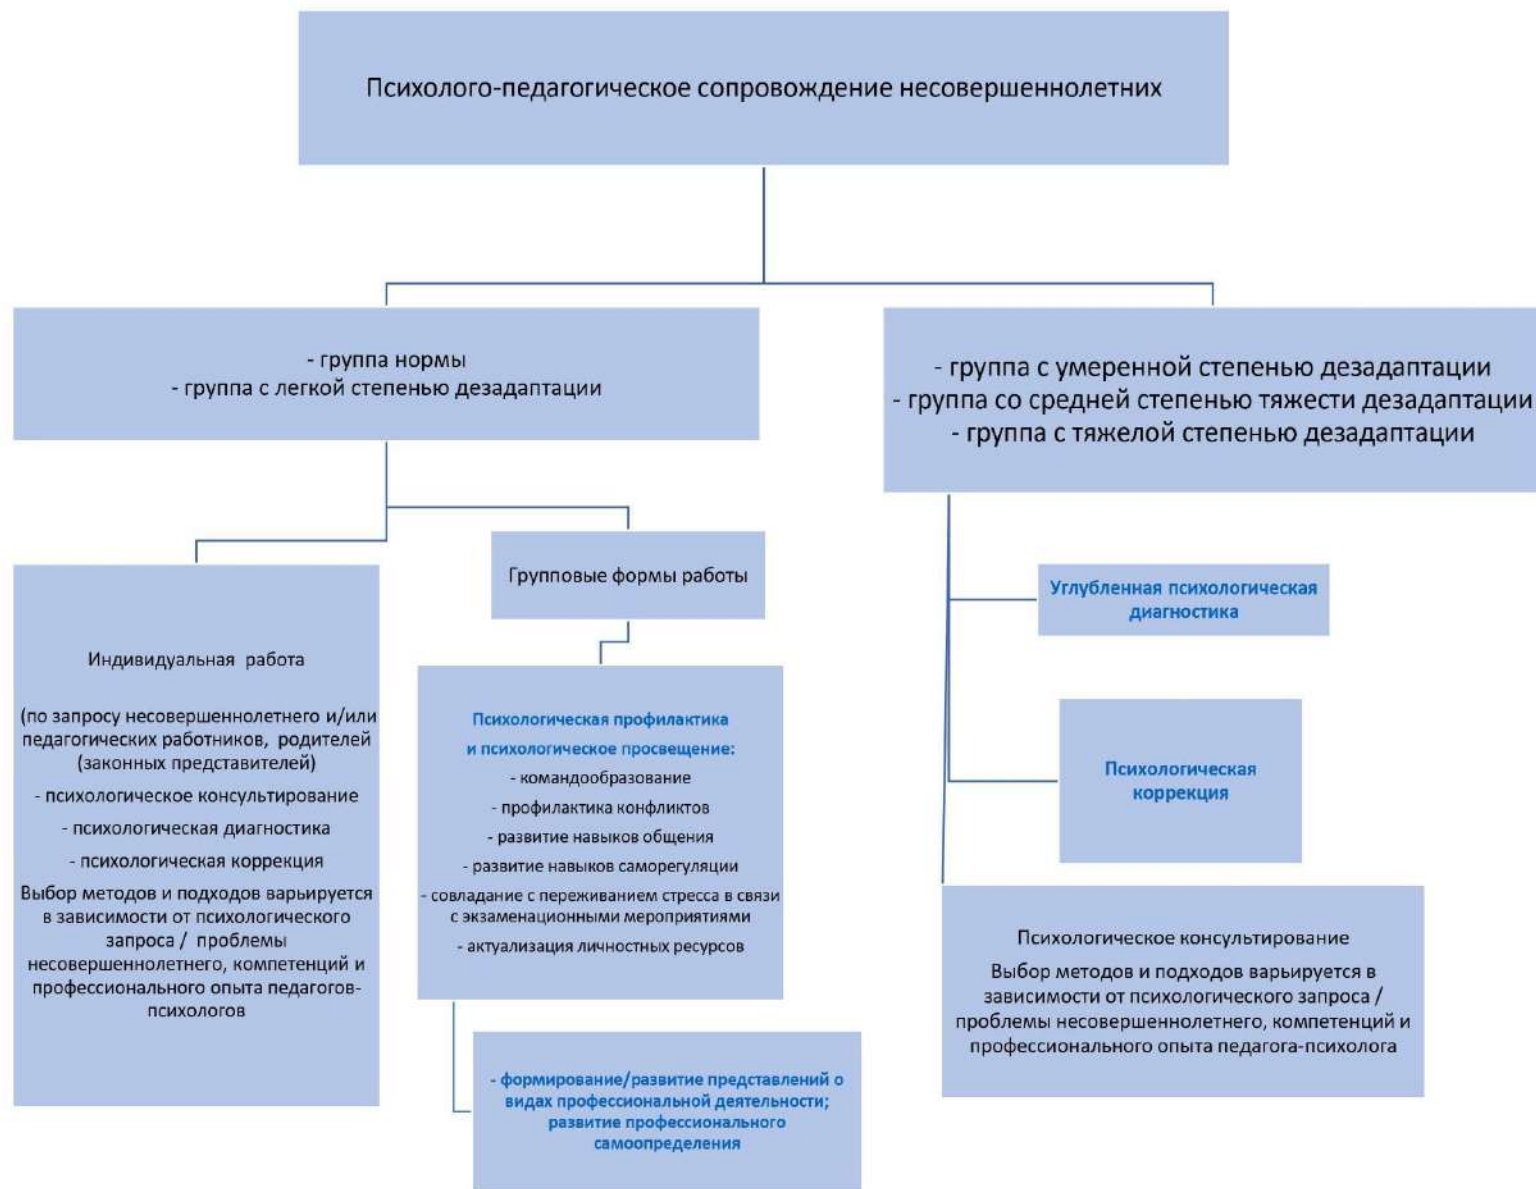 Психолого-педагогическое сопровождение несовершеннолетних
- группа нормы
- группа с легкой степенью дезадаптации
- группа с умеренной степенью дезадаптации
- группа со средней степенью тяжести дезадаптации
- группа с тяжелой степенью дезадаптации
Индивидуальная работа
(по запросу несовершеннолетнего и/или
педагогических работников, родителей
(законных представителей)
- психологическое консультирование
- психологическая диагностика
- психологическая коррекция
Выбор методов и подходов варьируется
в зависимости от психологического
запроса / проблемы
несовершеннолетнего, компетенций и
профессионального опыта педагогов-
психологов
Групповые формы работы
Психологическая профилактика
и психологическое просвещение:
- командообразование
- профилактика конфликтов
- развитие навыков общения
- развитие навыков саморегуляции
- совладание с переживанием стресса в связи
с экзаменационными мероприятиями
- актуализация личностных ресурсов
- формирование/развитие представлений о
видах профессиональной деятельности;
развитие профессионального
самоопределения
Углубленная психологическая
диагностика
Психологическая
коррекция
Психологическое консультирование
Выбор методов и подходов варьируется в
зависимости от психологического запроса /
проблемы несовершеннолетнего, компетенций и
профессионального опыта педагога-психолога